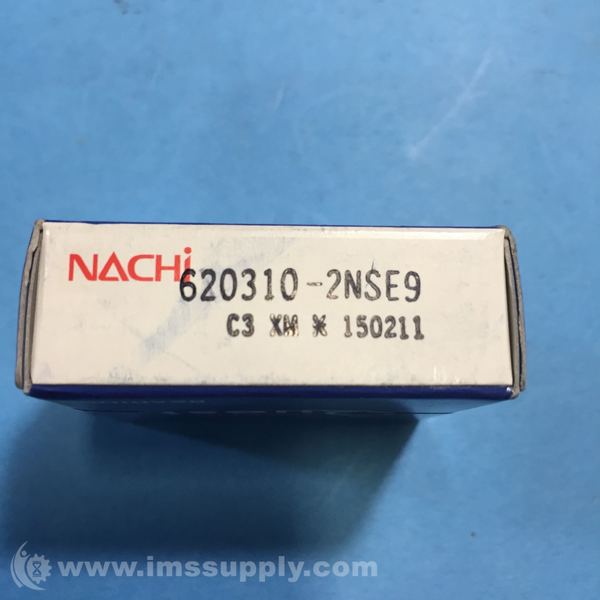 NACHi
620310-2NSE9
C3 XM X 150211
www.imssupply.com